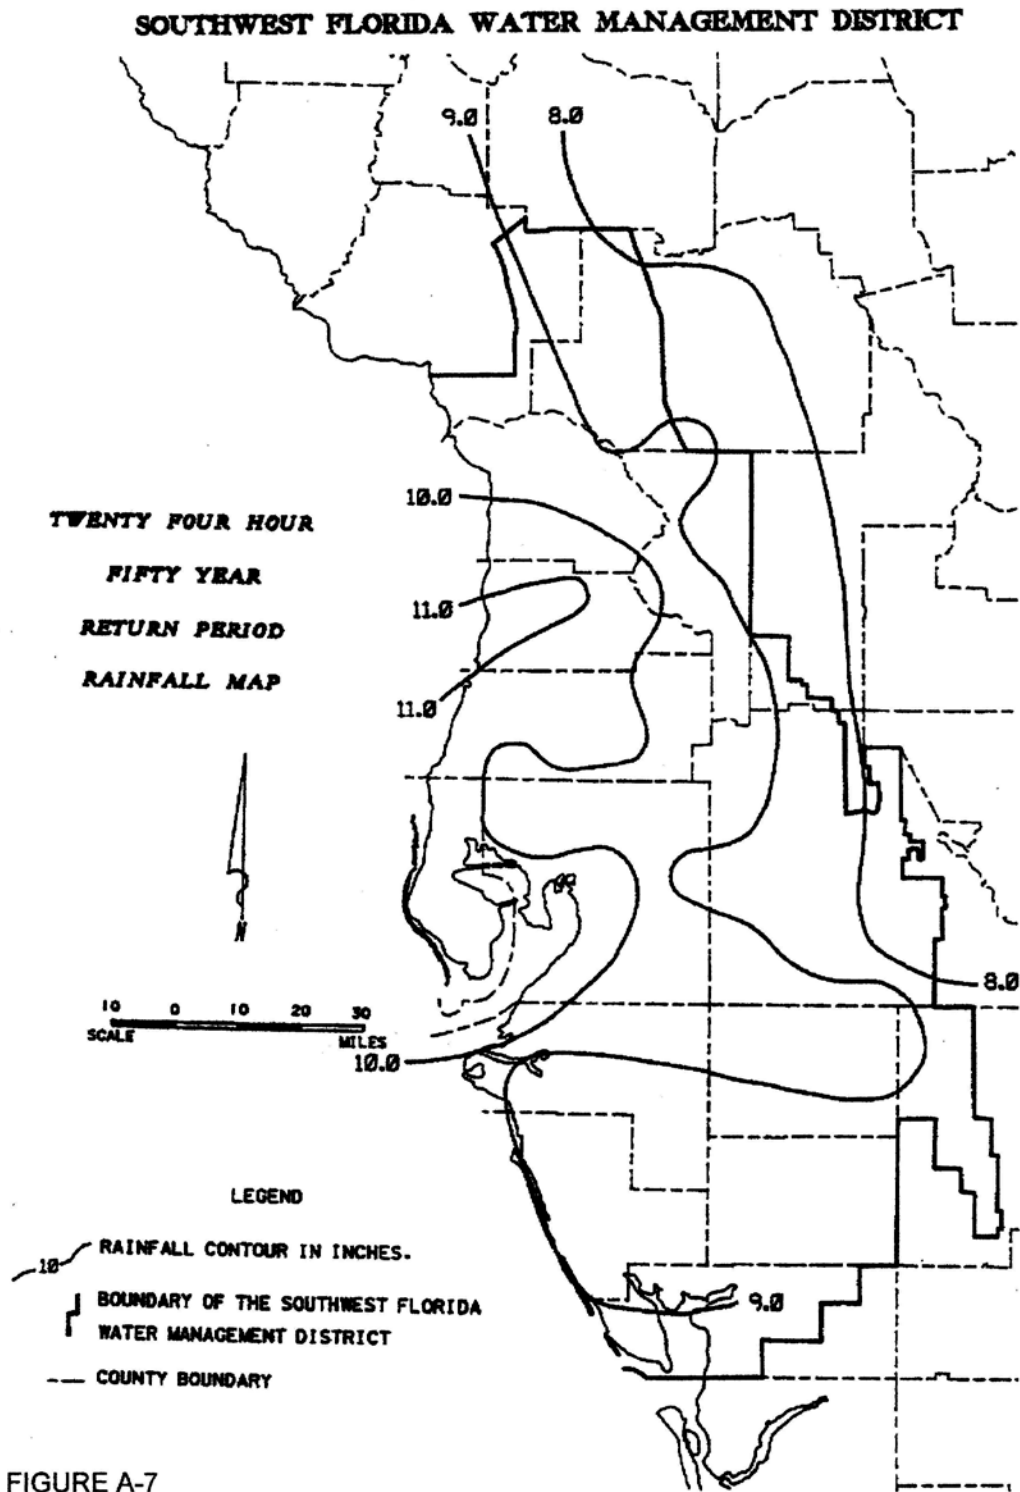 SOUTHWEST FLORIDA WATER MANAGEMENT DISTRICT
9.0
8.0
10.0
TWENTY FOUR HOUR
FIFTY YEAR
RETURN PERIOD
RAINFALL MAP
11.0
11.0
N
10 0 10 20 30
SCALE MILES
10.0
8.0
LEGEND
10 RAINFALL CONTOUR IN INCHES.
BOUNDARY OF THE SOUTHWEST FLORIDA
WATER MANAGEMENT DISTRICT
COUNTY BOUNDARY
9.0
FIGURE A-7